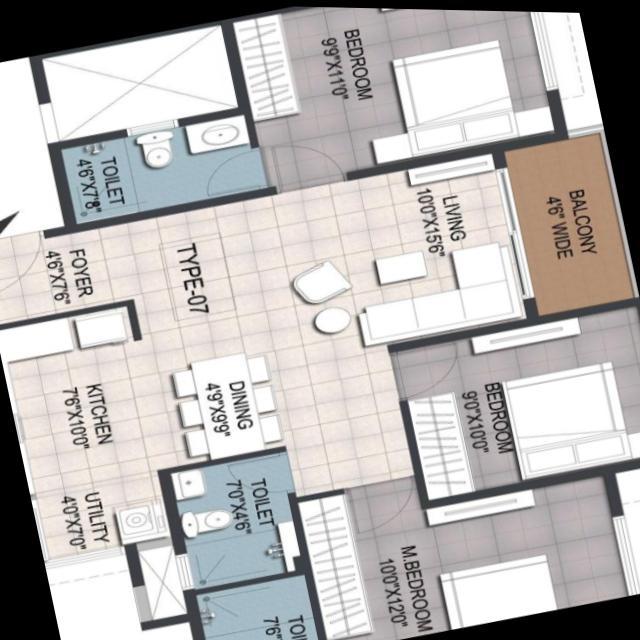 BEDROOM
9'9"X11'0"
TOILET
4'6"X7'8"
LIVING
10'0"X15'6"
BALCONY
4'6" WIDE
FOYER
4'6"X7'6"
TYPE-07
DINING
4'9"X9'9"
KITCHEN
7'6"X10'0"
BEDROOM
9'0"X10'0"
UTILITY
4'0"X7'0"
TOILET
7'0"X4'6"
M.BEDROOM
10'0"X12'0"
TOI
7'6"